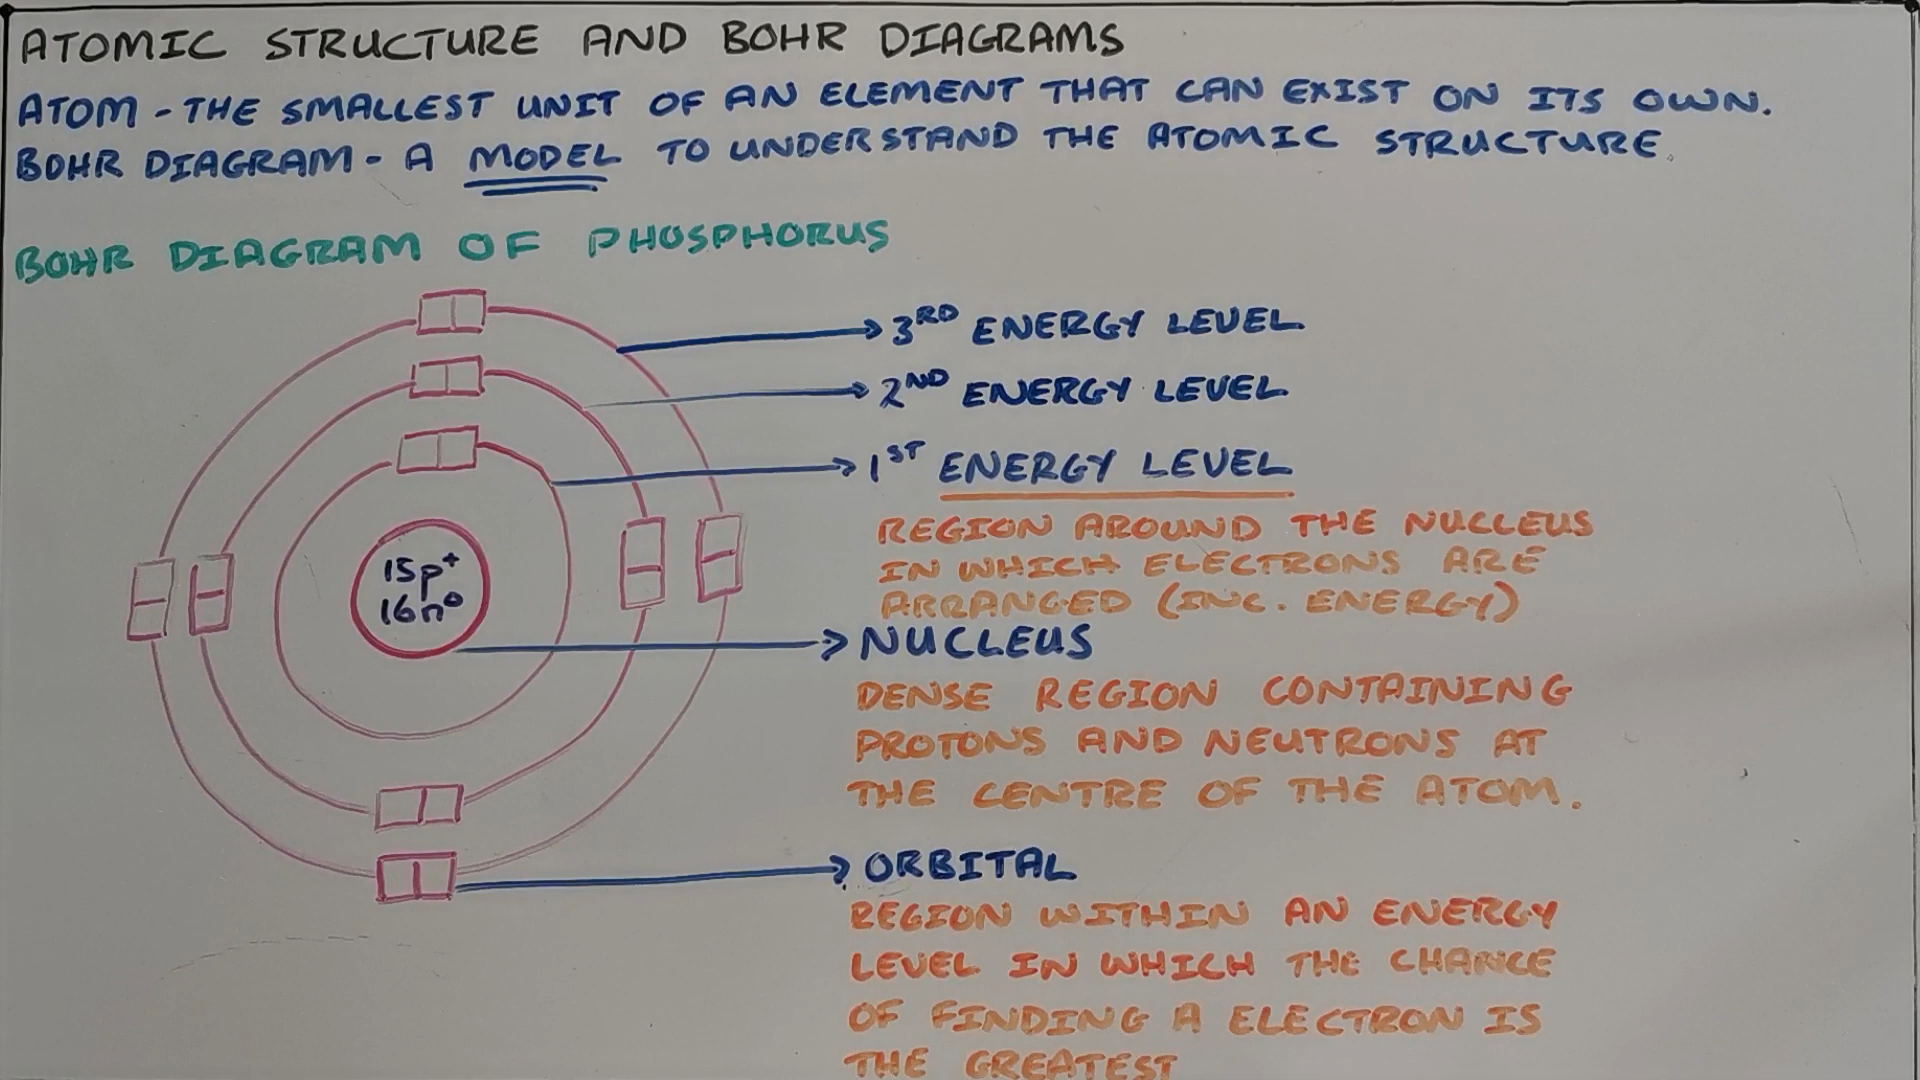 ATOMIC STRUCTURE AND BOHR DIAGRAMS
ATOM - THE SMALLEST UNIT OF AN ELEMENT THAT CAN EXIST ON ITS OWN.
BOHR DIAGRAM - A MODEL TO UNDERSTAND THE ATOMIC STRUCTURE.
BOHR DIAGRAM OF PHOSPHORUS
3RD ENERGY LEVEL
2ND ENERGY LEVEL
1ST ENERGY LEVEL
REGION AROUND THE NUCLEUS
IN WHICH ELECTRONS ARE
ARRANGED (INC. ENERGY)
15p+
16n0
NUCLEUS
DENSE REGION CONTAINING
PROTONS AND NEUTRONS AT
THE CENTRE OF THE ATOM.
ORBITAL
REGION WITHIN AN ENERGY
LEVEL IN WHICH THE CHANCE
OF FINDING A ELECTRON IS
THE GREATEST